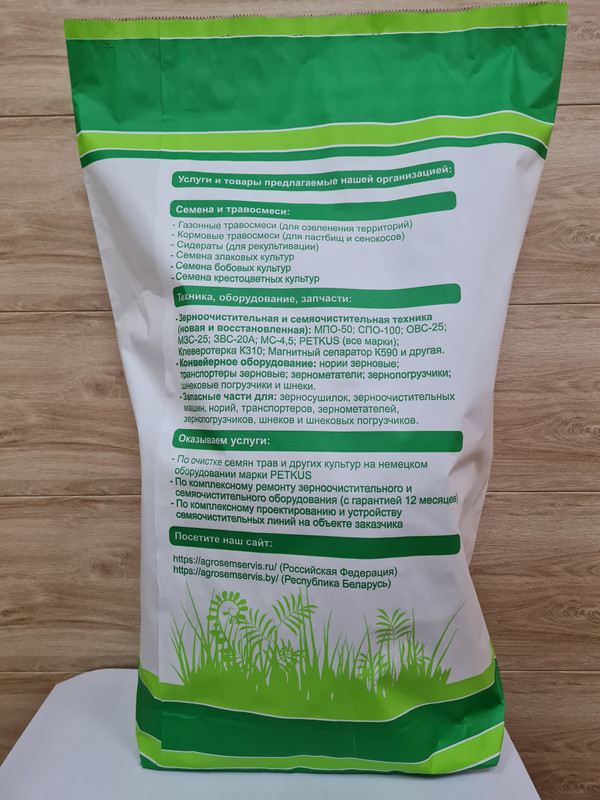 Услуги и товары предлагаемые нашей организацией:
Семена и травосмеси:
- Газонные травосмеси (для озеленения территорий)
- Кормовые травосмеси (для пастбищ и сенокосов)
- Сидераты (для рекультивации)
- Семена злаковых культур
- Семена бобовых культур
- Семена крестоцветных культур
Техника, оборудование, запчасти:
-Зерноочистительная и семяочистительная техника
(новая и восстановленная): МПО-50; СПО-100; ОВС-25;
МЗС-25; ЗВС-20А; МС-4,5; PETKUS (все марки);
Клеверотерка К310; Магнитный сепаратор К590 и другая.
-Конвейерное оборудование: нории зерновые;
транспортеры зерновые; зернометатели; зернопогрузчики;
шнековые погрузчики и шнеки.
-Запасные части для: зерносушилок, зерноочистительных
машин, норий, транспортеров, зернометателей,
зернопогрузчиков, шнеков и шнековых погрузчиков.
Оказываем услуги:
- По очистке семян трав и других культур на немецком
оборудовании марки PETKUS
- По комплексному ремонту зерноочистительного и
семяочистительного оборудования (с гарантией 12 месяцев)
- По комплексному проектированию и устройству
семяочистительных линий на объекте заказчика
Посетите наш сайт:
https://agrosemservis.ru/ (Российская Федерация)
https://agrosemservis.by/ (Республика Беларусь)